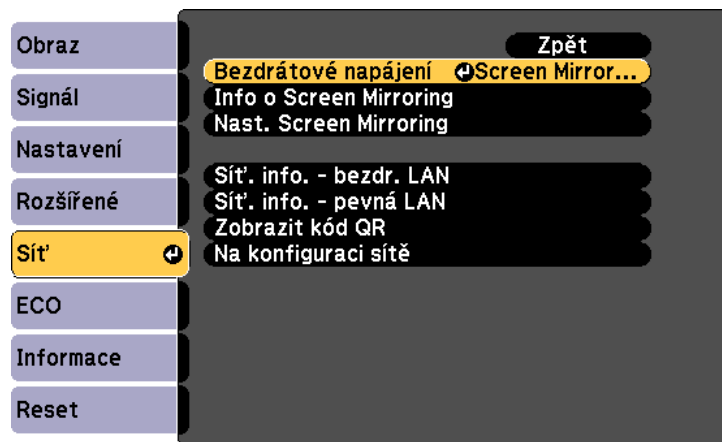 Obraz
Signál
Nastavení
Rozšířené
Síť
ECO
Informace
Reset
Zpět
Bezdrátové napájení Screen Mirror...
Info o Screen Mirroring
Nast. Screen Mirroring
Síť. info. - bezdr. LAN
Síť. info. - pevná LAN
Zobrazit kód QR
Na konfiguraci sítě